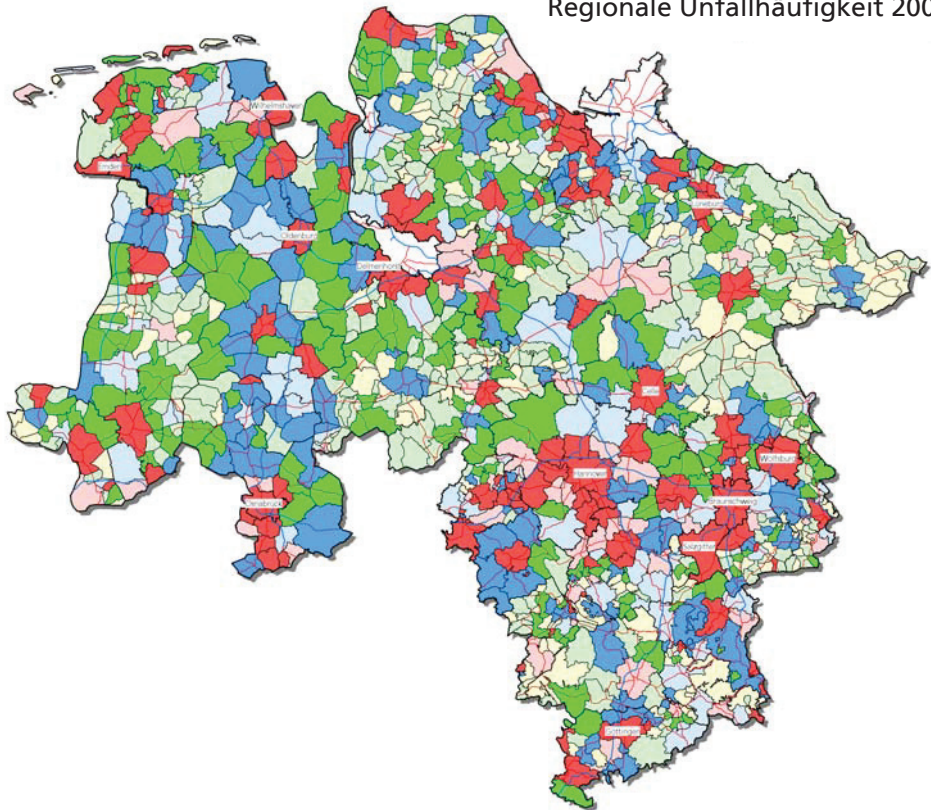 Regionale Unfallhäufigkeit 200
Wilhelmshaven
Emden
Lüneburg
Oldenburg
Delmenhorst
Celle
Wolfsburg
Hannover
Braunschweig
Osnabrück
Salzgitter
Göttingen